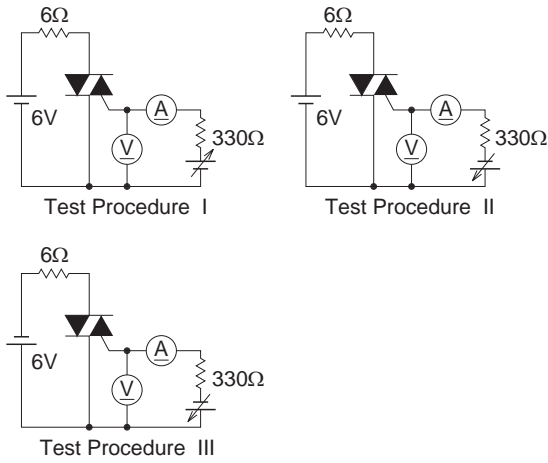 6Ω
6V
A
V
330Ω
Test Procedure I
6Ω
6V
A
V
330Ω
Test Procedure II
6Ω
6V
A
V
330Ω
Test Procedure III